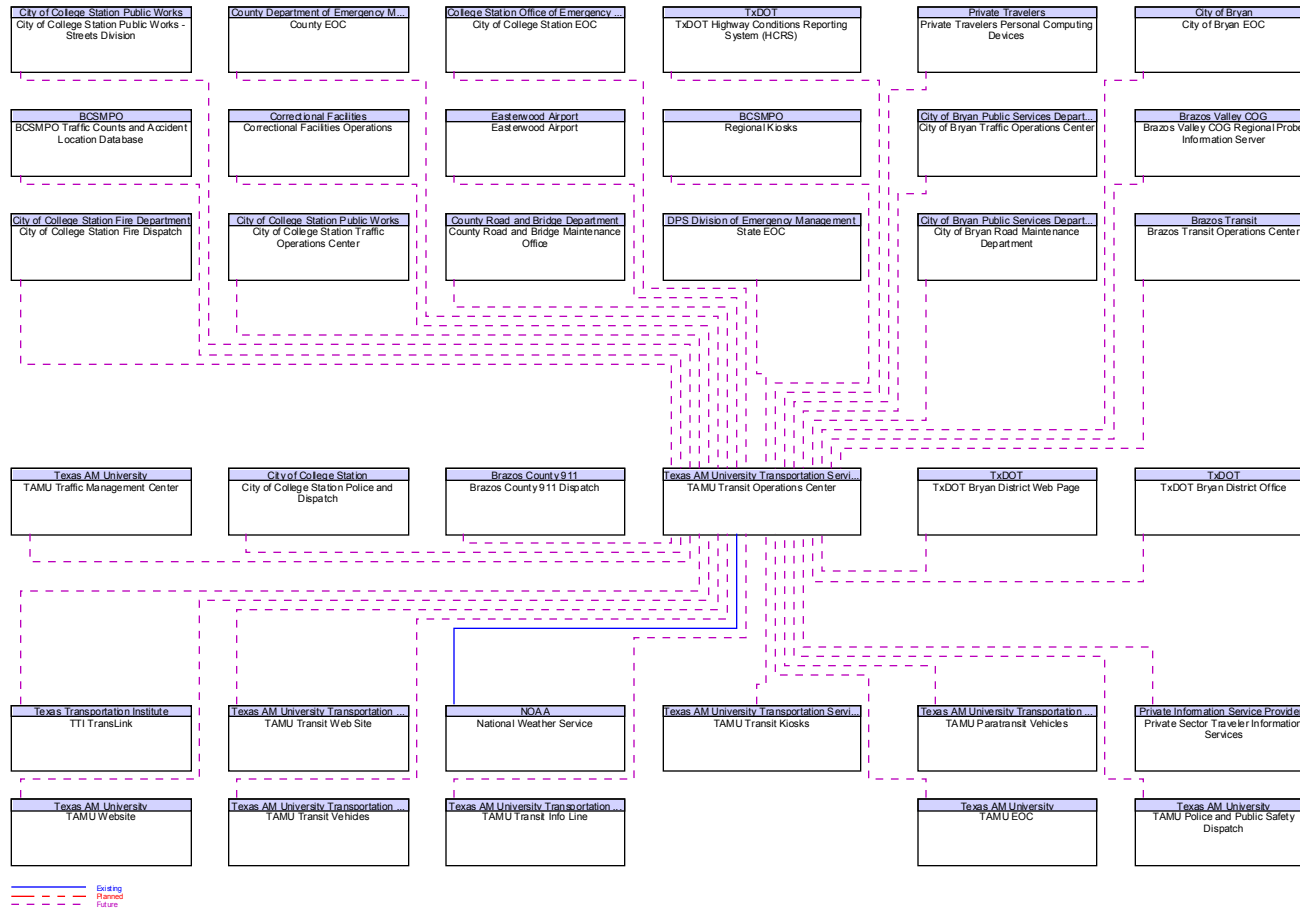 City of College Station Public Works
City of College Station Public Works -
Streets Division
County Department of Emergency M...
County EOC
College Station Office of Emergency ...
City of College Station EOC
TxDOT
TxDOT Highway Conditions Reporting
System (HCRS)
Private Travelers
Private Travelers Personal Computing
Devices
City of Bryan
City of Bryan EOC
BCSMPO
BCSMPO Traffic Counts and Accident
Location Database
Correctional Facilities
Correctional Facilities Operations
Easterwood Airport
Easterwood Airport
BCSMPO
Regional Kiosks
City of Bryan Public Services Depart...
City of Bryan Traffic Operations Center
Brazos Valley COG
Brazos Valley COG Regional Probe
Information Server
City of College Station Fire Department
City of College Station Fire Dispatch
City of College Station Public Works
City of College Station Traffic
Operations Center
County Road and Bridge Department
County Road and Bridge Maintenance
Office
DPS Division of Emergency Management
State EOC
City of Bryan Public Services Depart...
City of Bryan Road Maintenance
Department
Brazos Transit
Brazos Transit Operations Center
Texas AM University
TAMU Traffic Management Center
City of College Station
City of College Station Police and
Dispatch
Brazos County 911
Brazos County 911 Dispatch
Texas AM University Transportation Servi...
TAMU Transit Operations Center
TxDOT
TxDOT Bryan District Web Page
TxDOT
TxDOT Bryan District Office
Texas Transportation Institute
TTI TransLink
Texas AM University Transportation ...
TAMU Transit Web Site
NOAA
National Weather Service
Texas AM University Transportation Servi...
TAMU Transit Kiosks
Texas AM University Transportation ...
TAMU Paratransit Vehicles
Private Information Service Provider
Private Sector Traveler Information
Services
Texas AM University
TAMU Website
Texas AM University Transportation ...
TAMU Transit Vehicles
Texas AM University Transportation ...
TAMU Transit Info Line
Texas AM University
TAMU EOC
Texas AM University
TAMU Police and Public Safety
Dispatch
Existing
Planned
Future